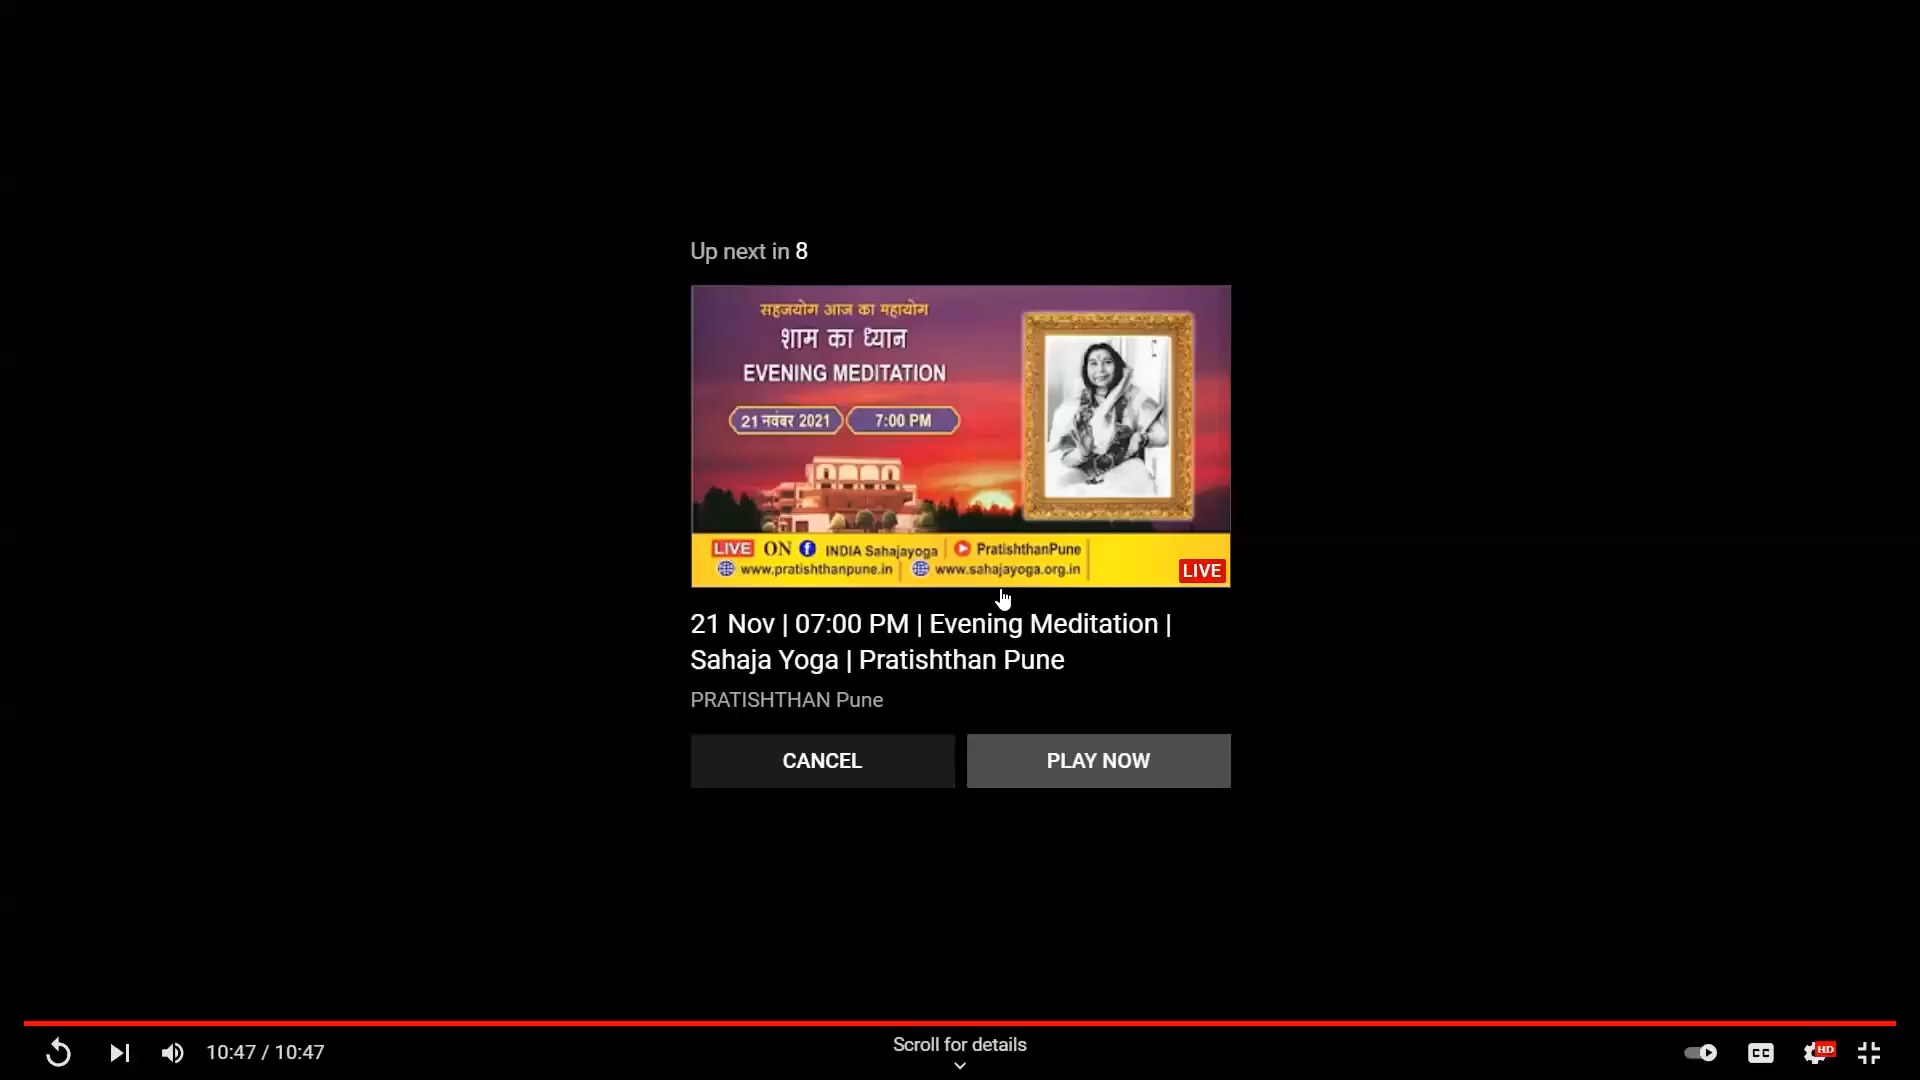 Up next in 8
सहजयोग आज का महायोग
शाम का ध्यान
EVENING MEDITATION
21 नवंबर 2021 7:00 PM
LIVE ON INDIA Sahajayoga PratishthanPune
www.pratishthanpune.in www.sahajayoga.org.in
LIVE
21 Nov | 07:00 PM | Evening Meditation |
Sahaja Yoga | Pratishthan Pune
PRATISHTHAN Pune
CANCEL PLAY NOW
Scroll for details
10:47 / 10:47
CC HD